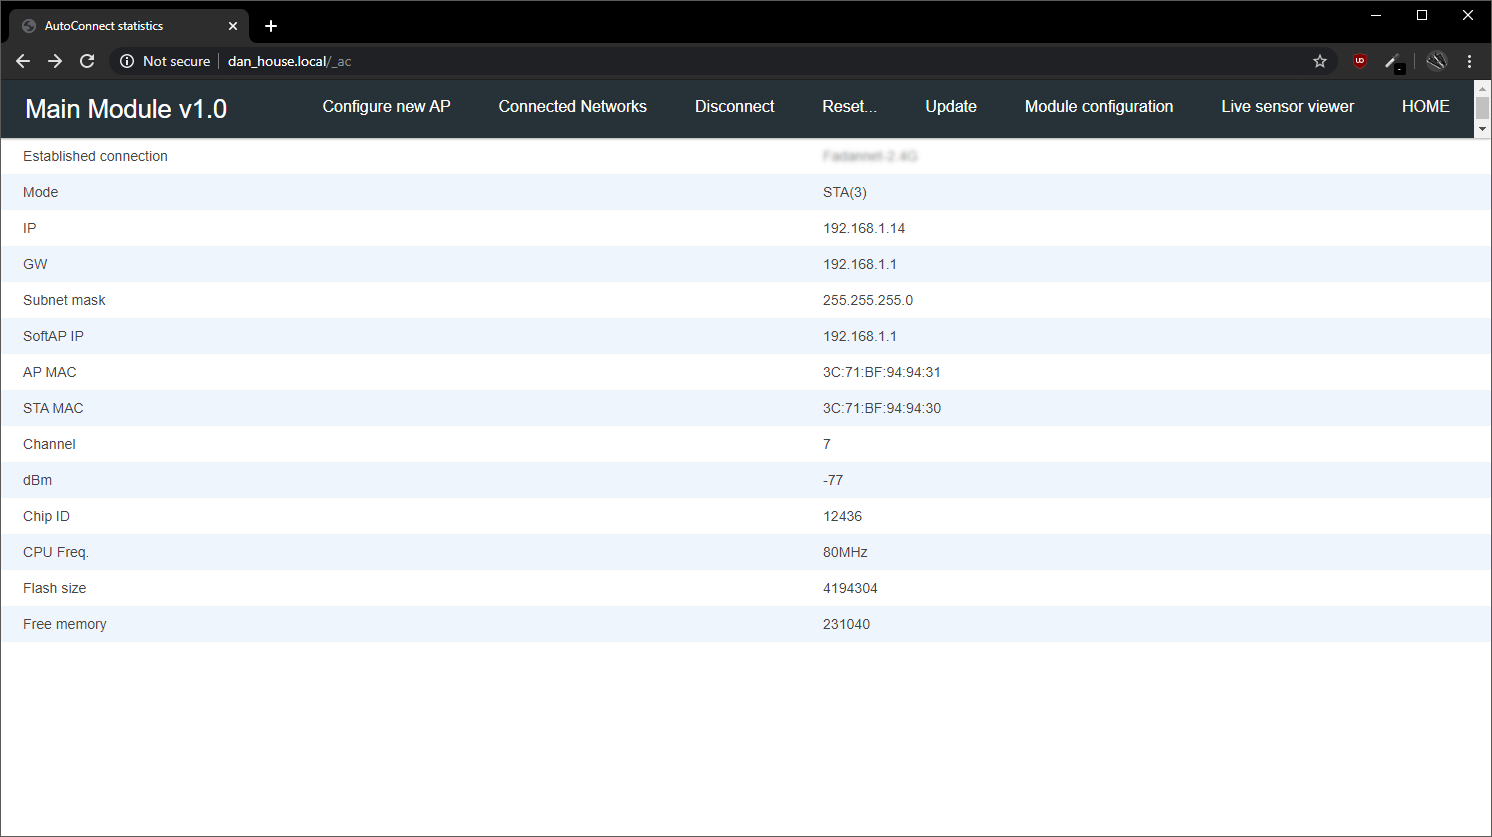 AutoConnect statistics
Not secure dan_house.local/_ac
Main Module v1.0 Configure new AP Connected Networks Disconnect Reset... Update Module configuration Live sensor viewer HOME
Established connection
Mode STA(3)
IP 192.168.1.14
GW 192.168.1.1
Subnet mask 255.255.255.0
SoftAP IP 192.168.1.1
AP MAC 3C:71:BF:94:94:31
STA MAC 3C:71:BF:94:94:30
Channel 7
dBm -77
Chip ID 12436
CPU Freq. 80MHz
Flash size 4194304
Free memory 231040